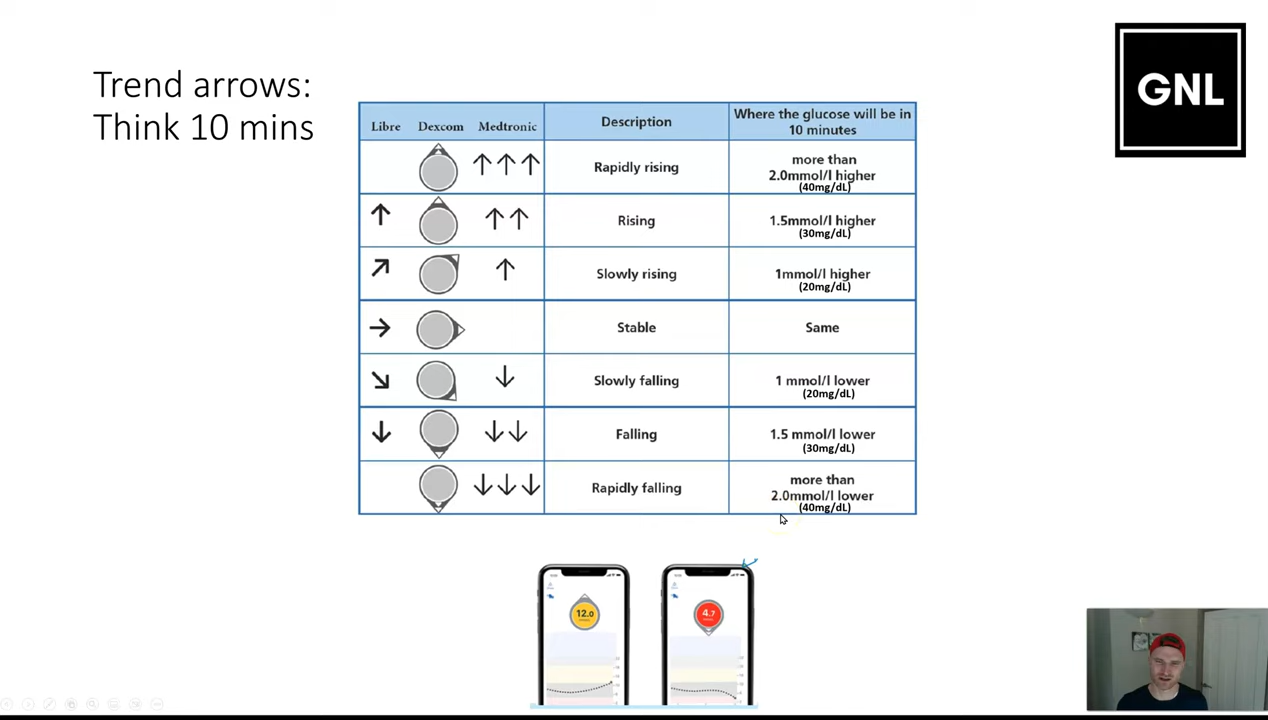 Trend arrows:
Think 10 mins
GNL
Libre Dexcom Medtronic Description Where the glucose will be in
10 minutes
Rapidly rising
more than
2.0mmol/l higher
(40mg/dL)
Rising
1.5mmol/l higher
(30mg/dL)
Slowly rising
1mmol/l higher
(20mg/dL)
Stable
Same
Slowly falling
1 mmol/l lower
(20mg/dL)
Falling
1.5 mmol/l lower
(30mg/dL)
Rapidly falling
more than
2.0mmol/l lower
(40mg/dL)
12.0
4.7